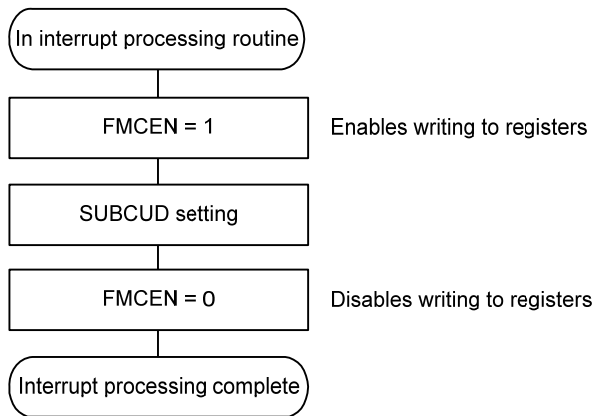 In interrupt processing routine
FMCEN = 1
Enables writing to registers
SUBCUD setting
FMCEN = 0
Disables writing to registers
Interrupt processing complete